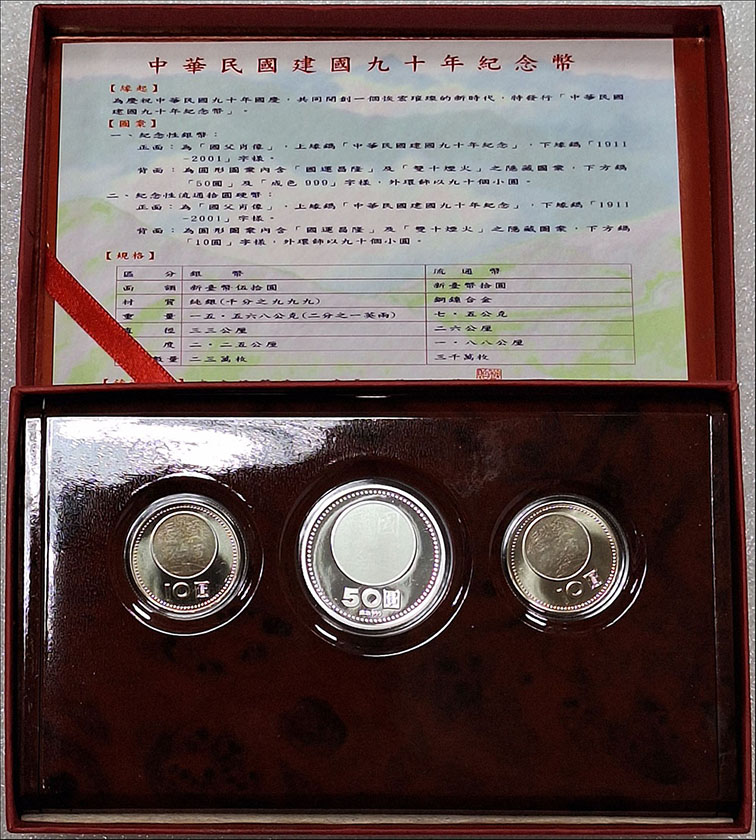 中華民國建國九十年紀念幣
【緣起】
為慶祝中華民國九十年國慶，共同開創一個恢宏璀璨的新時代，特發行「中華民國
建國九十年紀念幣」。
【圖案】
一、紀念性銀幣：
正面：為「國父肖像」，上緣鐫「中華民國建國九十年紀念」，下緣鐫「1911
-2001」字樣。
背面：為圓形圖案內含「國運昌隆」及「雙十煙火」之隱藏圖案，下方鐫
「50圓」及「成色 999」字樣，外環飾以九十個小圓。
二、紀念性流通拾圓硬幣：
正面：為「國父肖像」，上緣鐫「中華民國建國九十年紀念」，下緣鐫「1911
-2001」字樣。
背面：為圓形圖案內含「國運昌隆」及「雙十煙火」之隱藏圖案，下方鐫
「10圓」字樣，外環飾以九十個小圓。
【規格】
區分 銀幣 流通幣
面額 新臺幣伍拾圓 新臺幣拾圓
材質 純銀(千分之九九九) 銅鎳合金
重量 一五．五六八公克(二分之一英兩) 七．五公克
直徑 三三公厘 二六公厘
度 二．二五公厘 一．八八公厘
數量 二三萬枚 三千萬枚
10圓
50圓
10圓